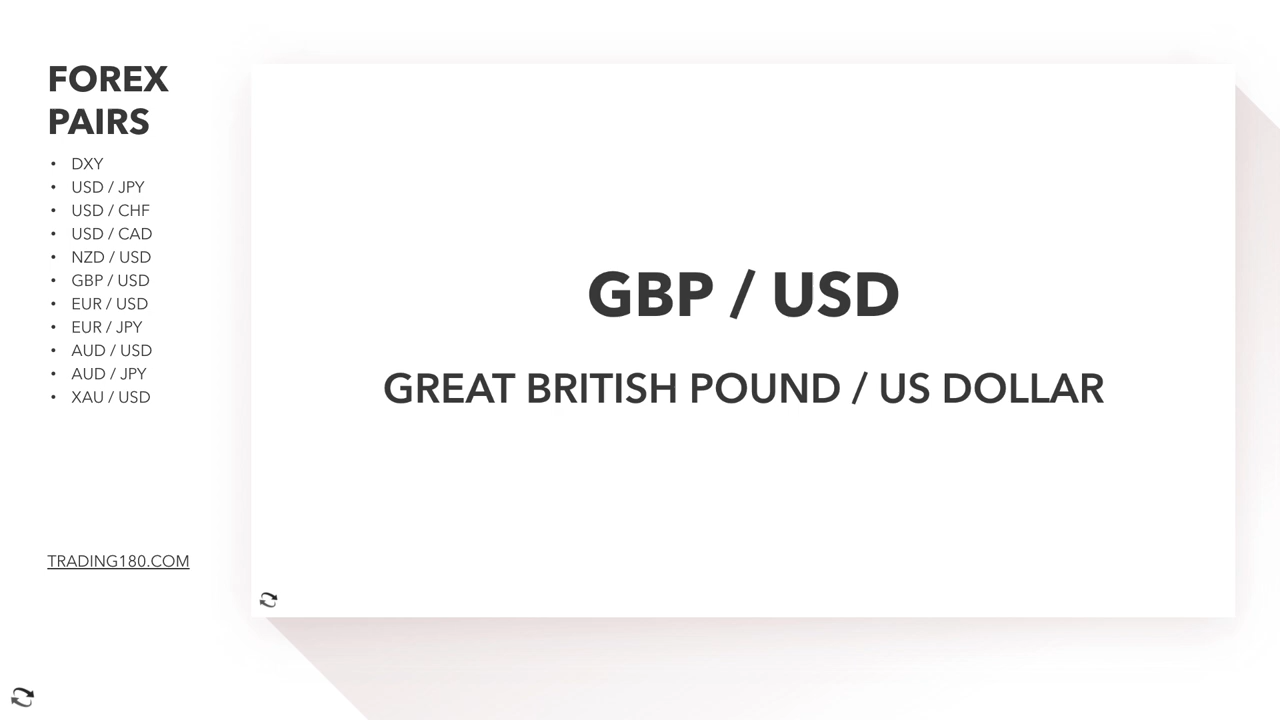 FOREX
PAIRS
• DXY
• USD / JPY
• USD / CHF
• USD / CAD
• NZD / USD
• GBP / USD
• EUR / USD
• EUR / JPY
• AUD / USD
• AUD / JPY
• XAU / USD
TRADING180.COM
GBP / USD
GREAT BRITISH POUND / US DOLLAR